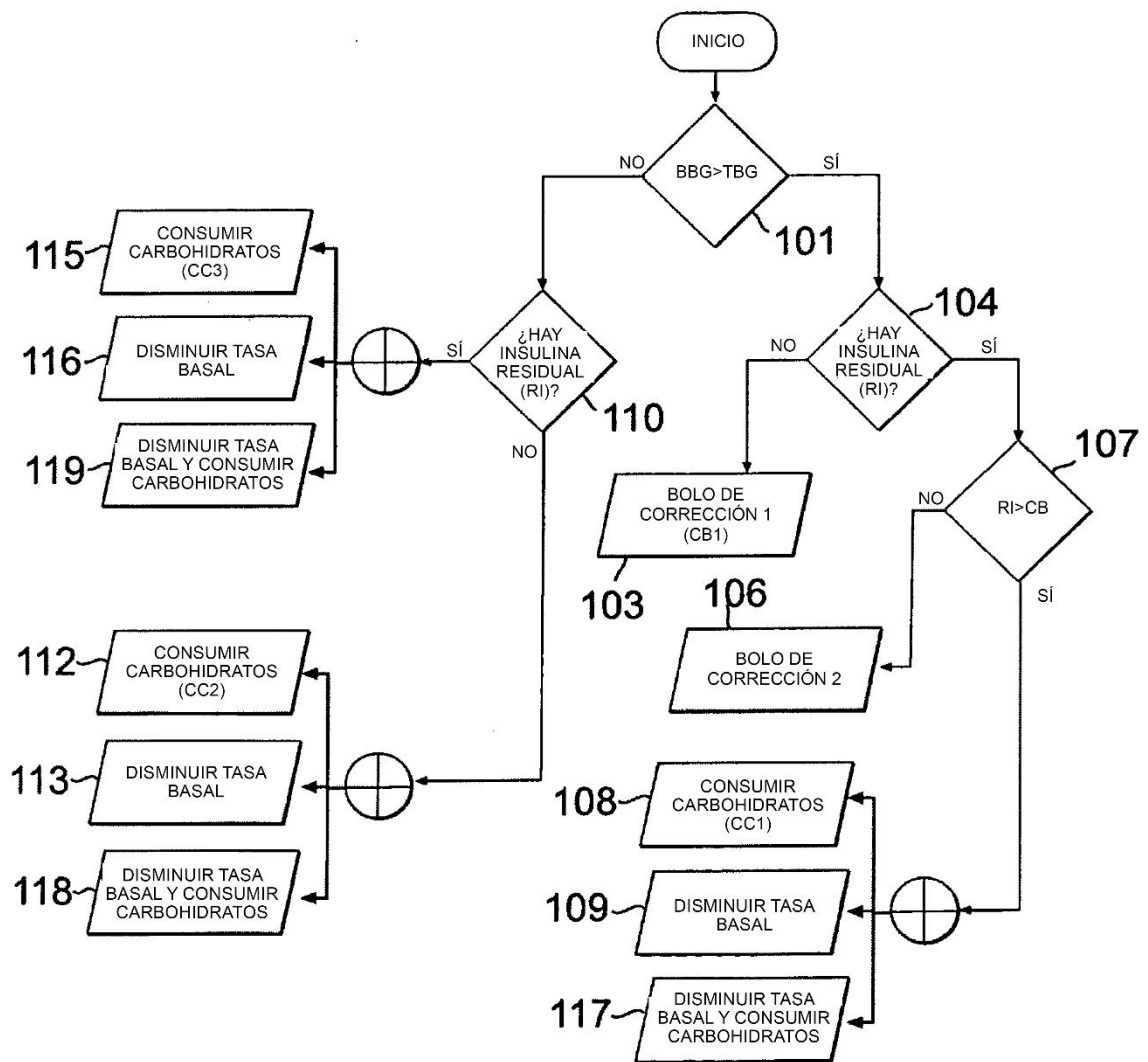 INICIO
BBG>TBG
NO
SÍ
101
¿HAY
INSULINA
RESIDUAL
(RI)?
104
NO
SÍ
BOLO DE
CORRECCIÓN 1
(CB1)
103
RI>CB
107
NO
SÍ
106
BOLO DE
CORRECCIÓN 2
108
CONSUMIR
CARBOHIDRATOS
(CC1)
109
DISMINUIR TASA
BASAL
117
DISMINUIR TASA
BASAL Y CONSUMIR
CARBOHIDRATOS
¿HAY
INSULINA
RESIDUAL
(RI)?
110
SÍ
NO
115
CONSUMIR
CARBOHIDRATOS
(CC3)
116
DISMINUIR TASA
BASAL
119
DISMINUIR TASA
BASAL Y CONSUMIR
CARBOHIDRATOS
112
CONSUMIR
CARBOHIDRATOS
(CC2)
113
DISMINUIR TASA
BASAL
118
DISMINUIR TASA
BASAL Y CONSUMIR
CARBOHIDRATOS